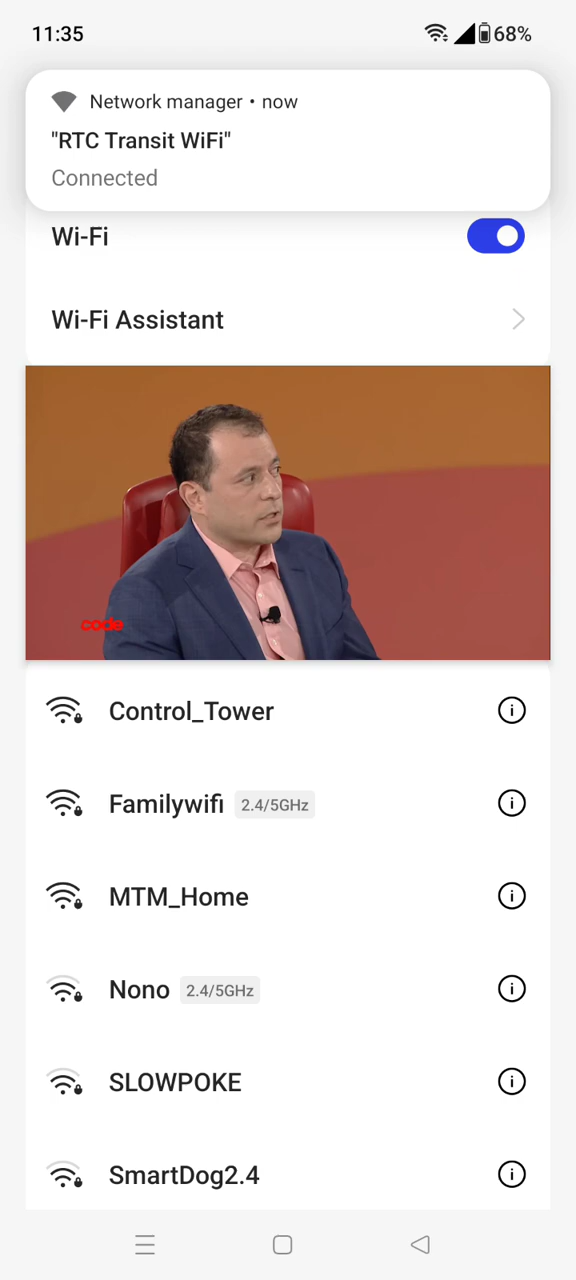 11:35 68%
Network manager • now
"RTC Transit WiFi"
Connected
Wi-Fi
Wi-Fi Assistant
code
Control_Tower
Familywifi 2.4/5GHz
MTM_Home
Nono 2.4/5GHz
SLOWPOKE
SmartDog2.4